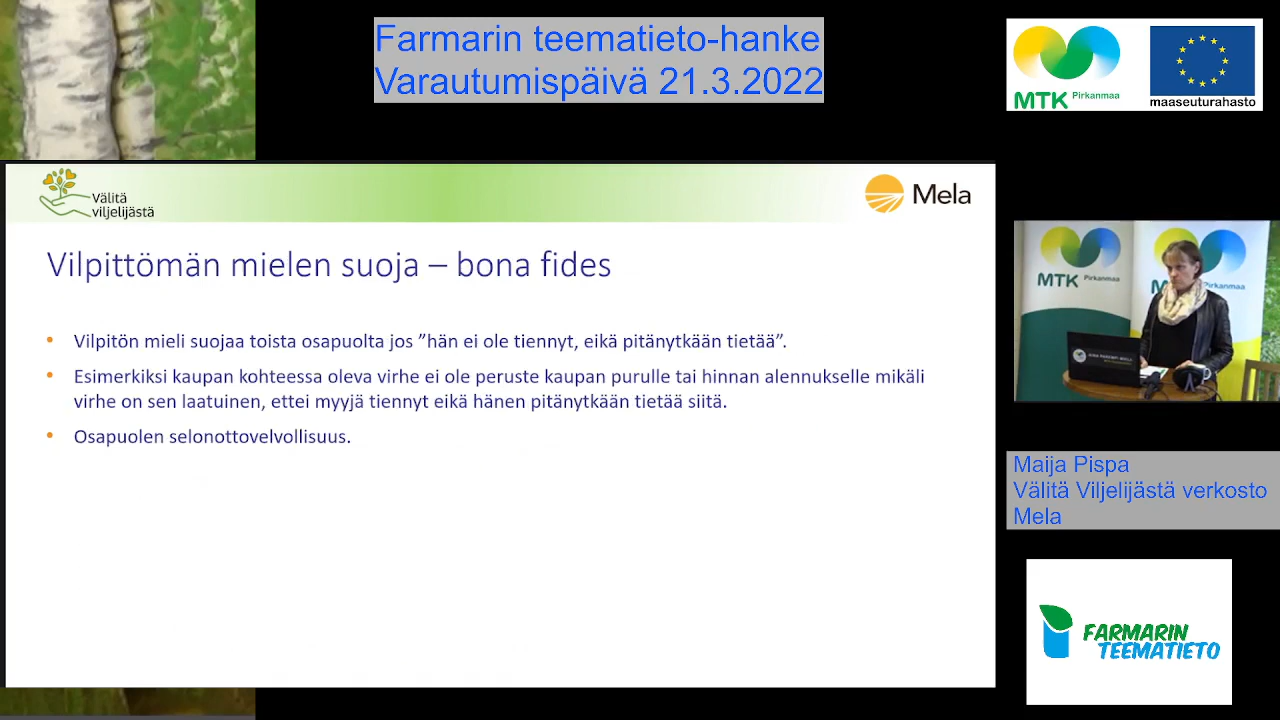 Farmarin teematieto-hanke
Varautumispäivä 21.3.2022
MTK Pirkanmaa
maaseuturahasto
Välitä
viljelijästä
Mela
Vilpittömän mielen suoja – bona fides
• Vilpitön mieli suojaa toista osapuolta jos ”hän ei ole tiennyt, eikä pitänytkään tietää”.
• Esimerkiksi kaupan kohteessa oleva virhe ei ole peruste kaupan purulle tai hinnan alennukselle mikäli
virhe on sen laatuinen, ettei myyjä tiennyt eikä hänen pitänytkään tietää siitä.
• Osapuolen selonottovelvollisuus.
MTK Pirkanmaa
MTK Pirkanmaa
Maija Pispa
Välitä Viljelijästä verkosto
Mela
FARMARIN
TEEMATIETO